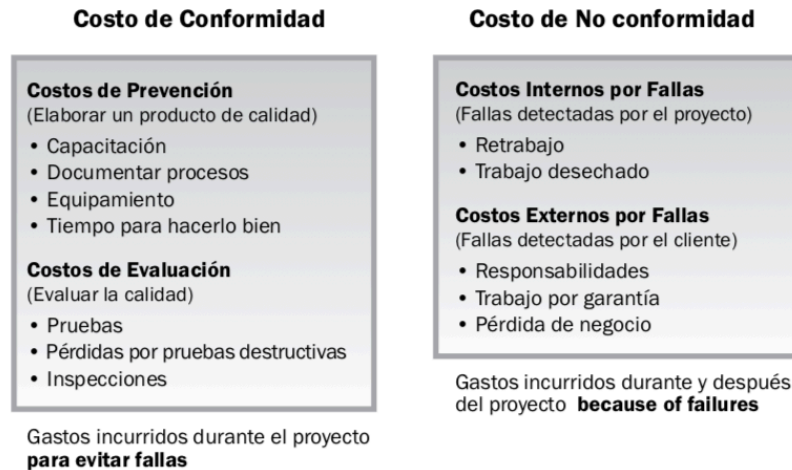 Costo de Conformidad
Costos de Prevención
(Elaborar un producto de calidad)
• Capacitación
• Documentar procesos
• Equipamiento
• Tiempo para hacerlo bien
Costos de Evaluación
(Evaluar la calidad)
• Pruebas
• Pérdidas por pruebas destructivas
• Inspecciones
Gastos incurridos durante el proyecto
para evitar fallas
Costo de No conformidad
Costos Internos por Fallas
(Fallas detectadas por el proyecto)
• Retrabajo
• Trabajo desechado
Costos Externos por Fallas
(Fallas detectadas por el cliente)
• Responsabilidades
• Trabajo por garantía
• Pérdida de negocio
Gastos incurridos durante y después
del proyecto because of failures